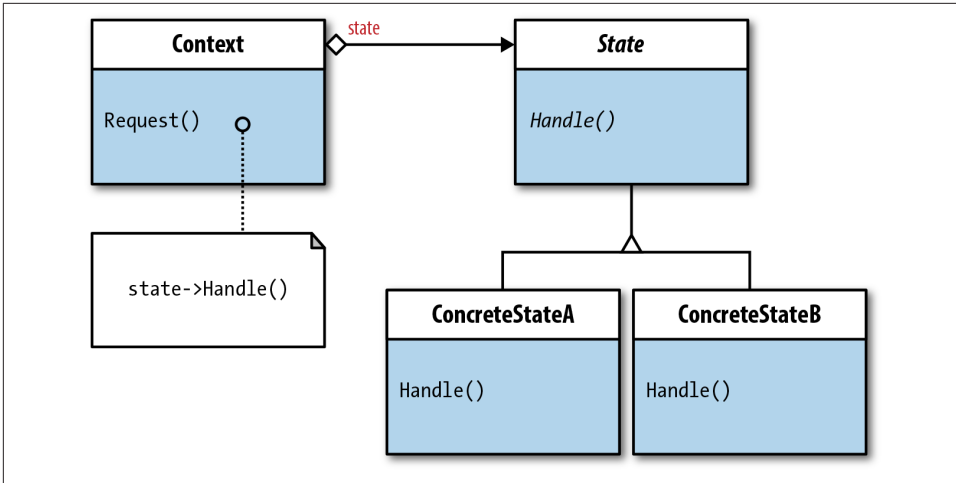 Context
state
State
Request()
Handle()
state->Handle()
ConcreteStateA
ConcreteStateB
Handle()
Handle()